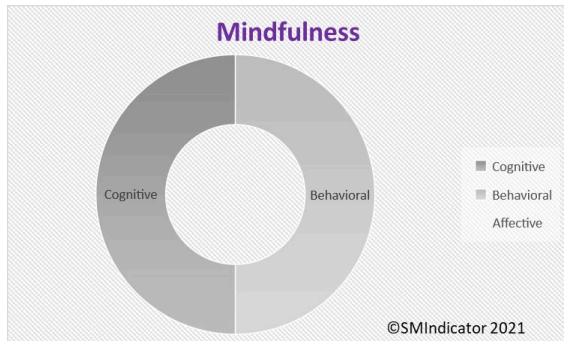 Mindfulness
Cognitive
Behavioral
Cognitive
Behavioral
Affective
©SMIndicator 2021